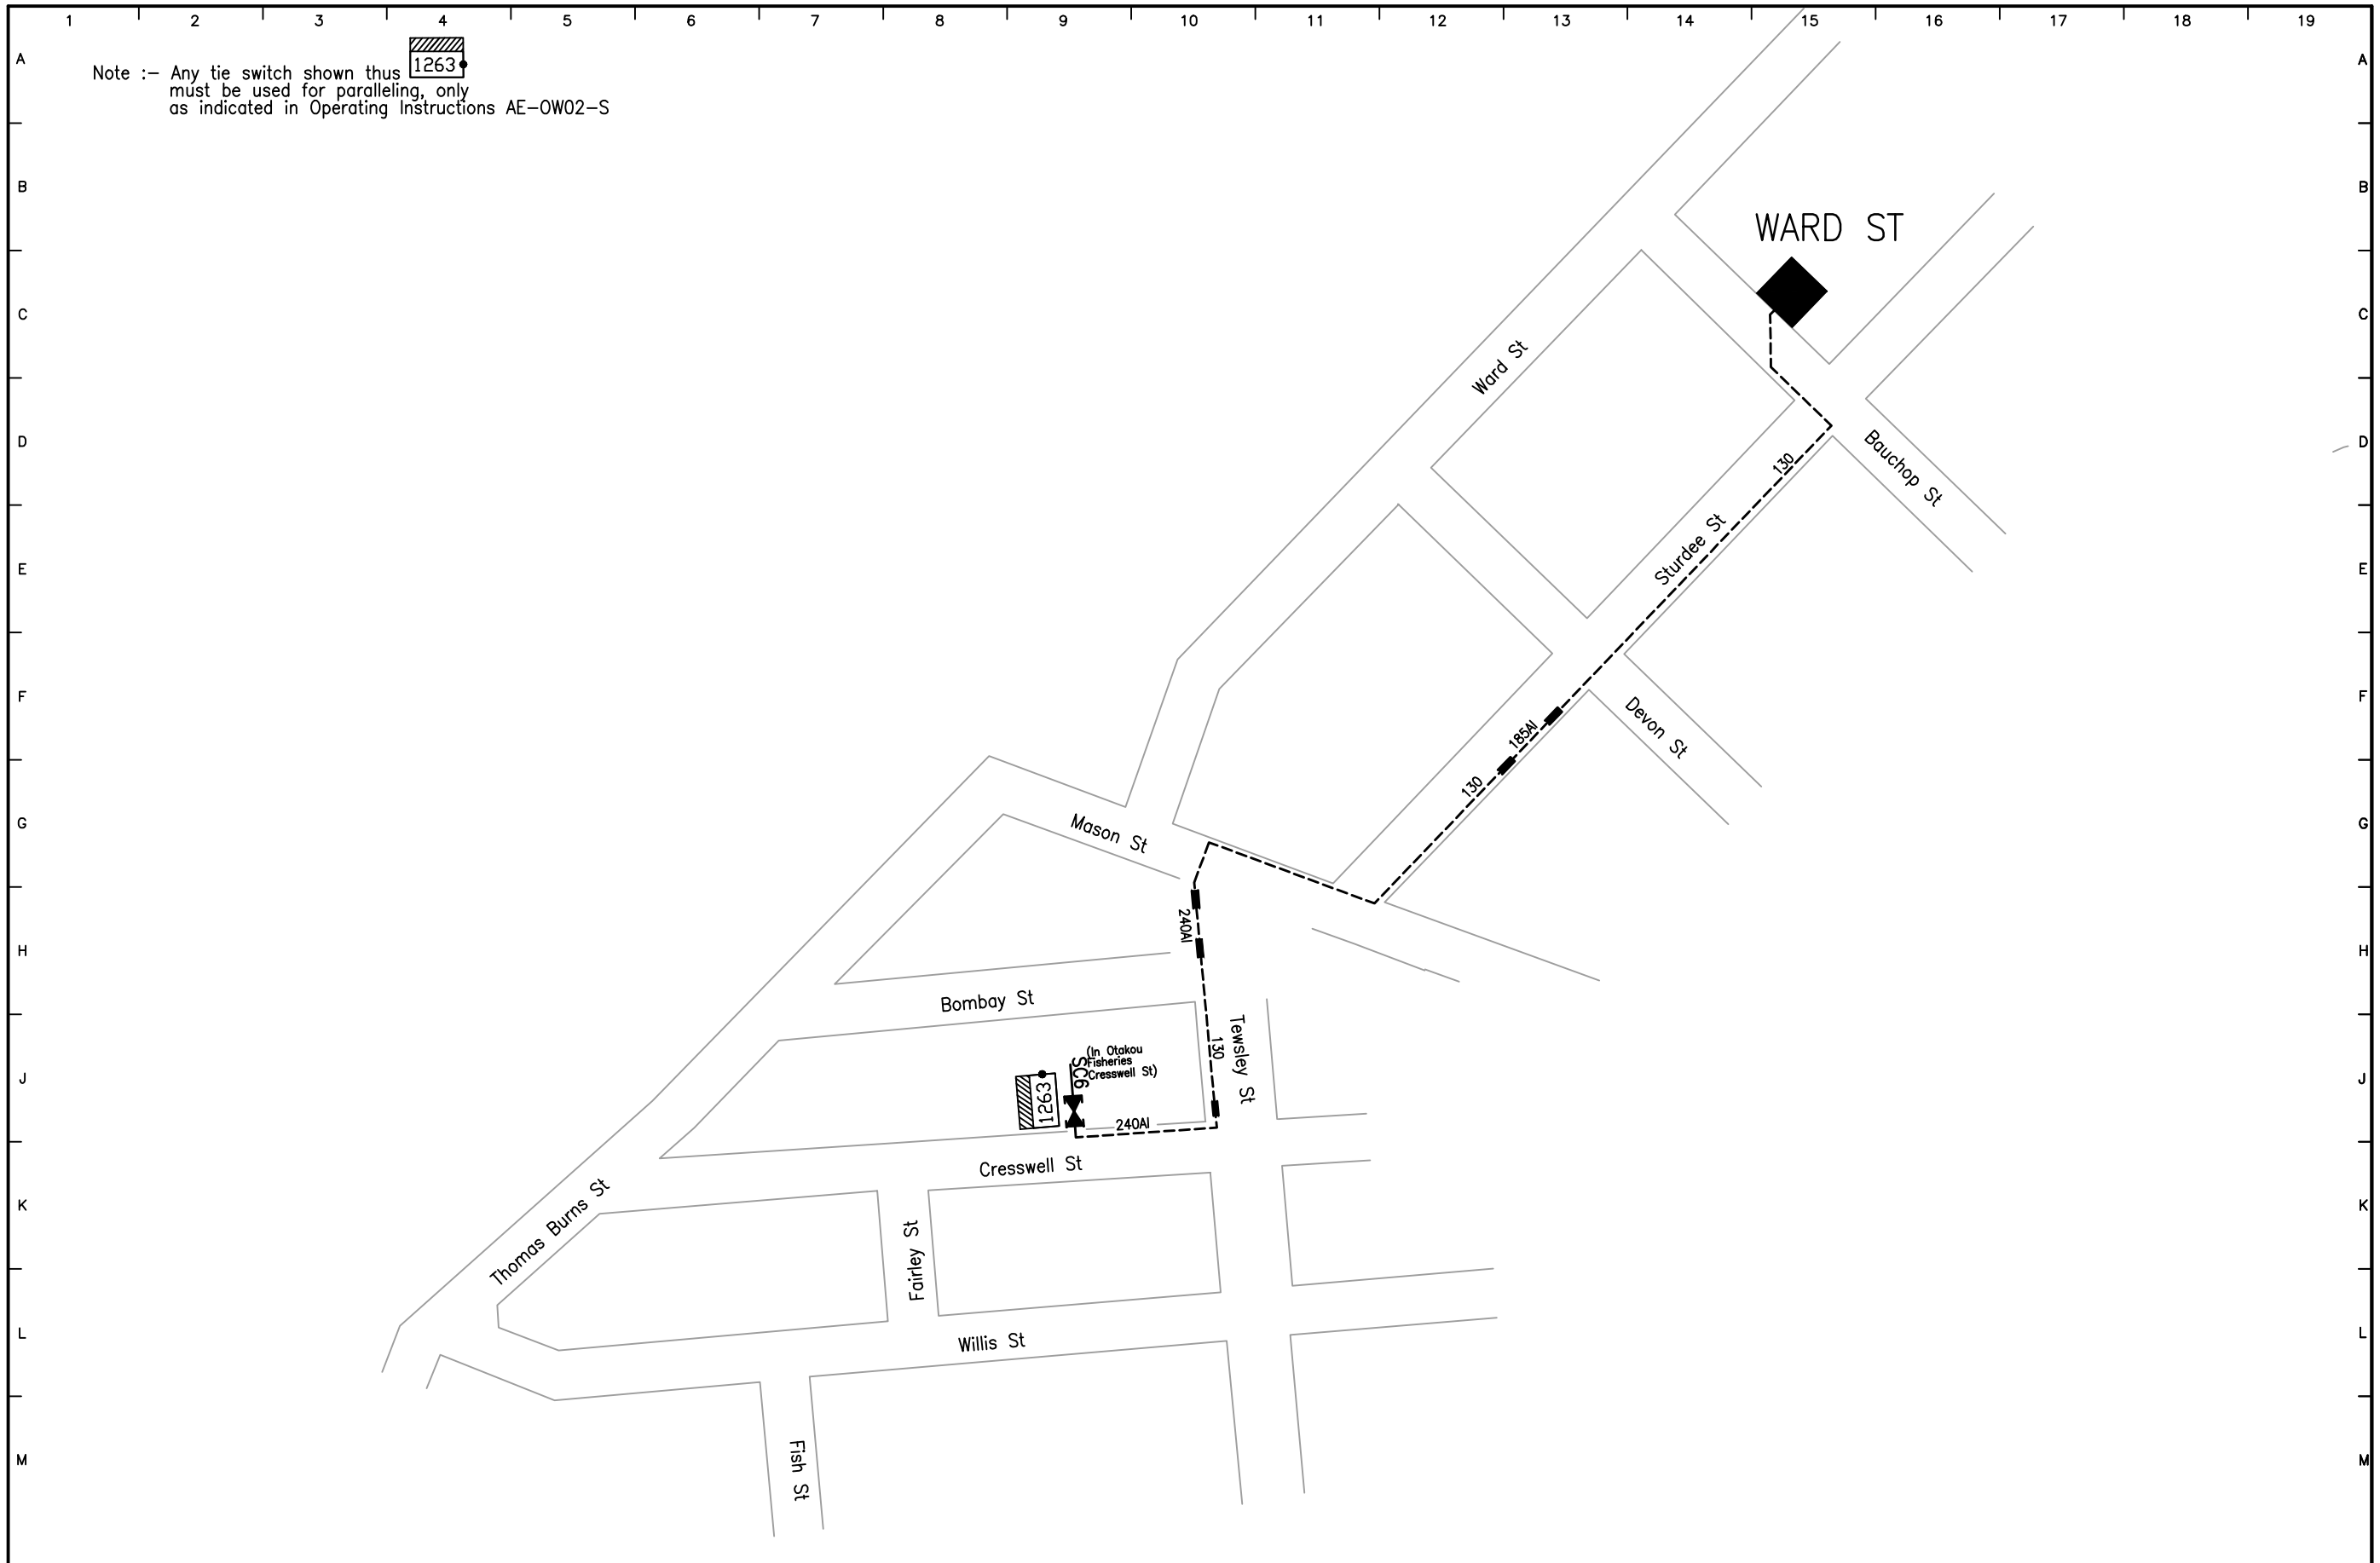 1 2 3 4 5 6 7 8 9 10 11 12 13 14 15 16 17 18 19
A A
1263
Note :- Any tie switch shown thus
must be used for paralleling, only
as indicated in Operating Instructions AE-OW02-S
B B
WARD ST
C C
Ward St
D D
130
Bauchop St
Sturdee St
E E
F F
Devon St
185Al
130
G G
Mason St
240Al
H H
Bombay St
Tewsley St
130
(In Otakou
Fisheries
Cresswell St)
SC6
J J
1263
240Al
Cresswell St
K K
Thomas Burns St
Fairley St
L L
Willis St
M M
Fish St